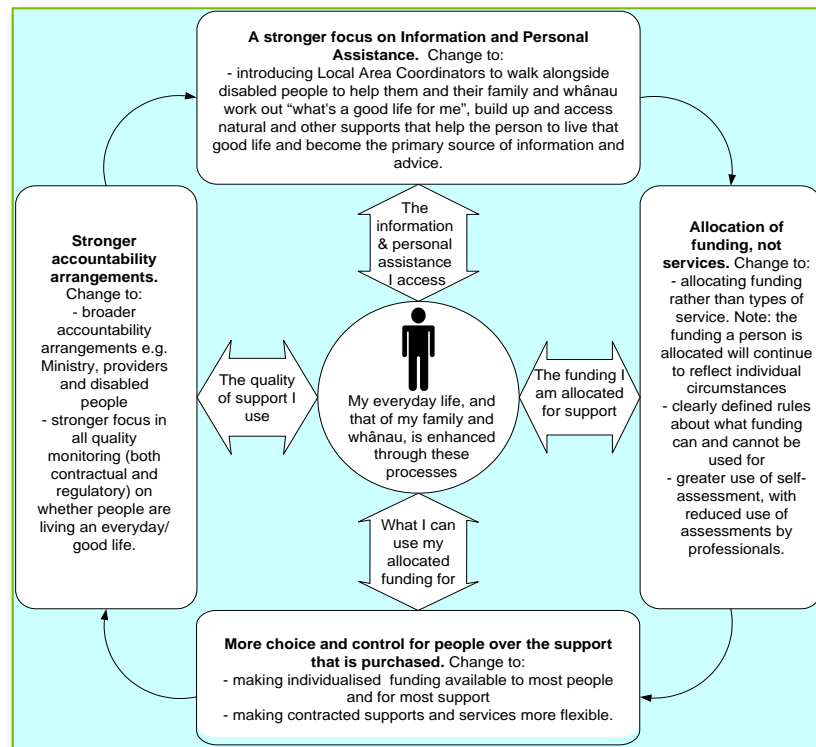 A stronger focus on Information and Personal
Assistance. Change to:
- introducing Local Area Coordinators to walk alongside
disabled people to help them and their family and whânau
work out “what's a good life for me”, build up and access
natural and other supports that help the person to live that
good life and become the primary source of information and
advice.
The
information
& personal
assistance
I access
Stronger
accountability
arrangements.
Change to:
- broader
accountability
arrangements e.g.
Ministry, providers
and disabled
people
- stronger focus in
all quality
monitoring (both
contractual and
regulatory) on
whether people are
living an everyday/
good life.
The quality
of support I
use
My everyday life, and
that of my family and
whânau, is enhanced
through these
processes
The funding I
am allocated
for support
Allocation of
funding, not
services. Change to:
- allocating funding
rather than types of
service. Note: the
funding a person is
allocated will continue
to reflect individual
circumstances
- clearly defined rules
about what funding
can and cannot be
used for
- greater use of self-
assessment, with
reduced use of
assessments by
professionals.
What I can
use my
allocated
funding for
More choice and control for people over the support
that is purchased. Change to:
- making individualised funding available to most people
and for most support
- making contracted supports and services more flexible.